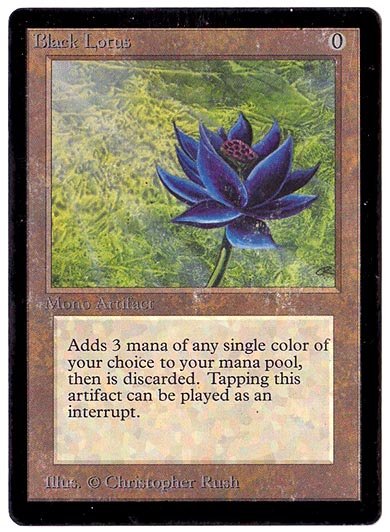 Black Lotus 0
Mono Artifact
Adds 3 mana of any single color of
your choice to your mana pool,
then is discarded. Tapping this
artifact can be played as an
interrupt.
Illus. © Christopher Rush